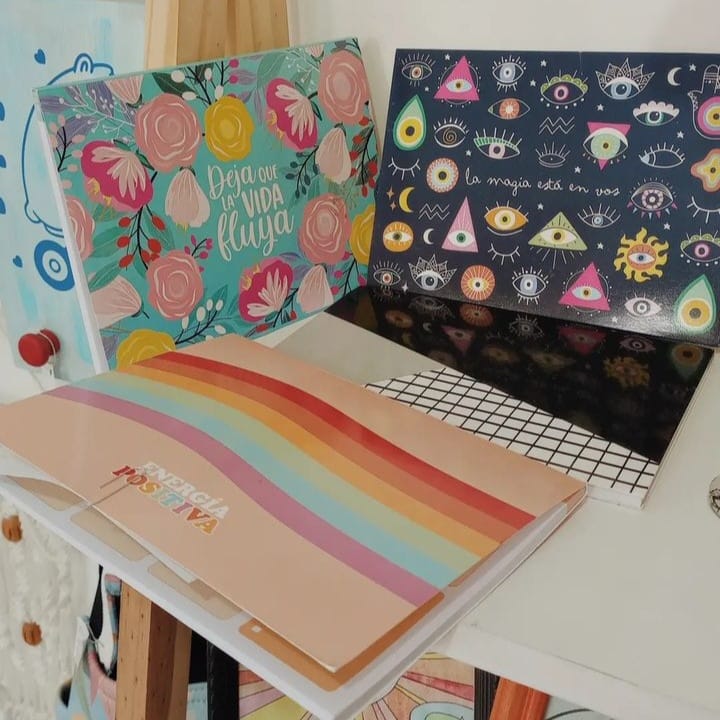 Deja QUE
LA VIDA
fluya
la magia está en vos
ENERGÍA
POSITIVA